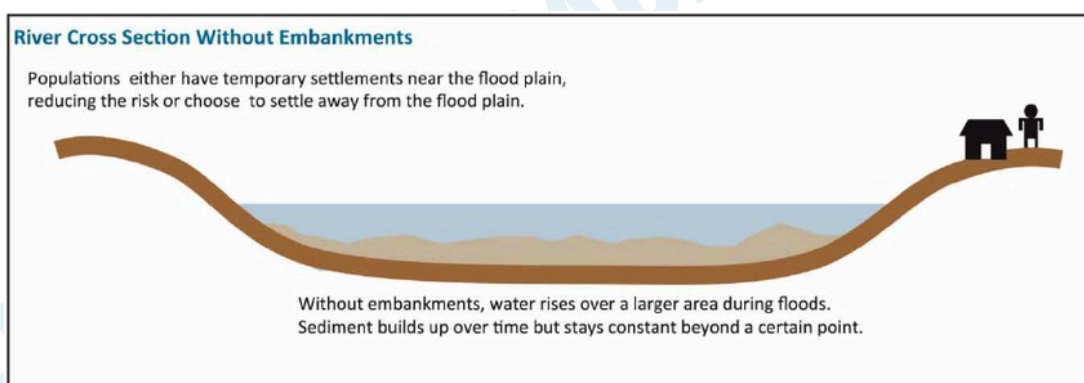 River Cross Section Without Embankments
Populations either have temporary settlements near the flood plain,
reducing the risk or choose to settle away from the flood plain.
Without embankments, water rises over a larger area during floods.
Sediment builds up over time but stays constant beyond a certain point.